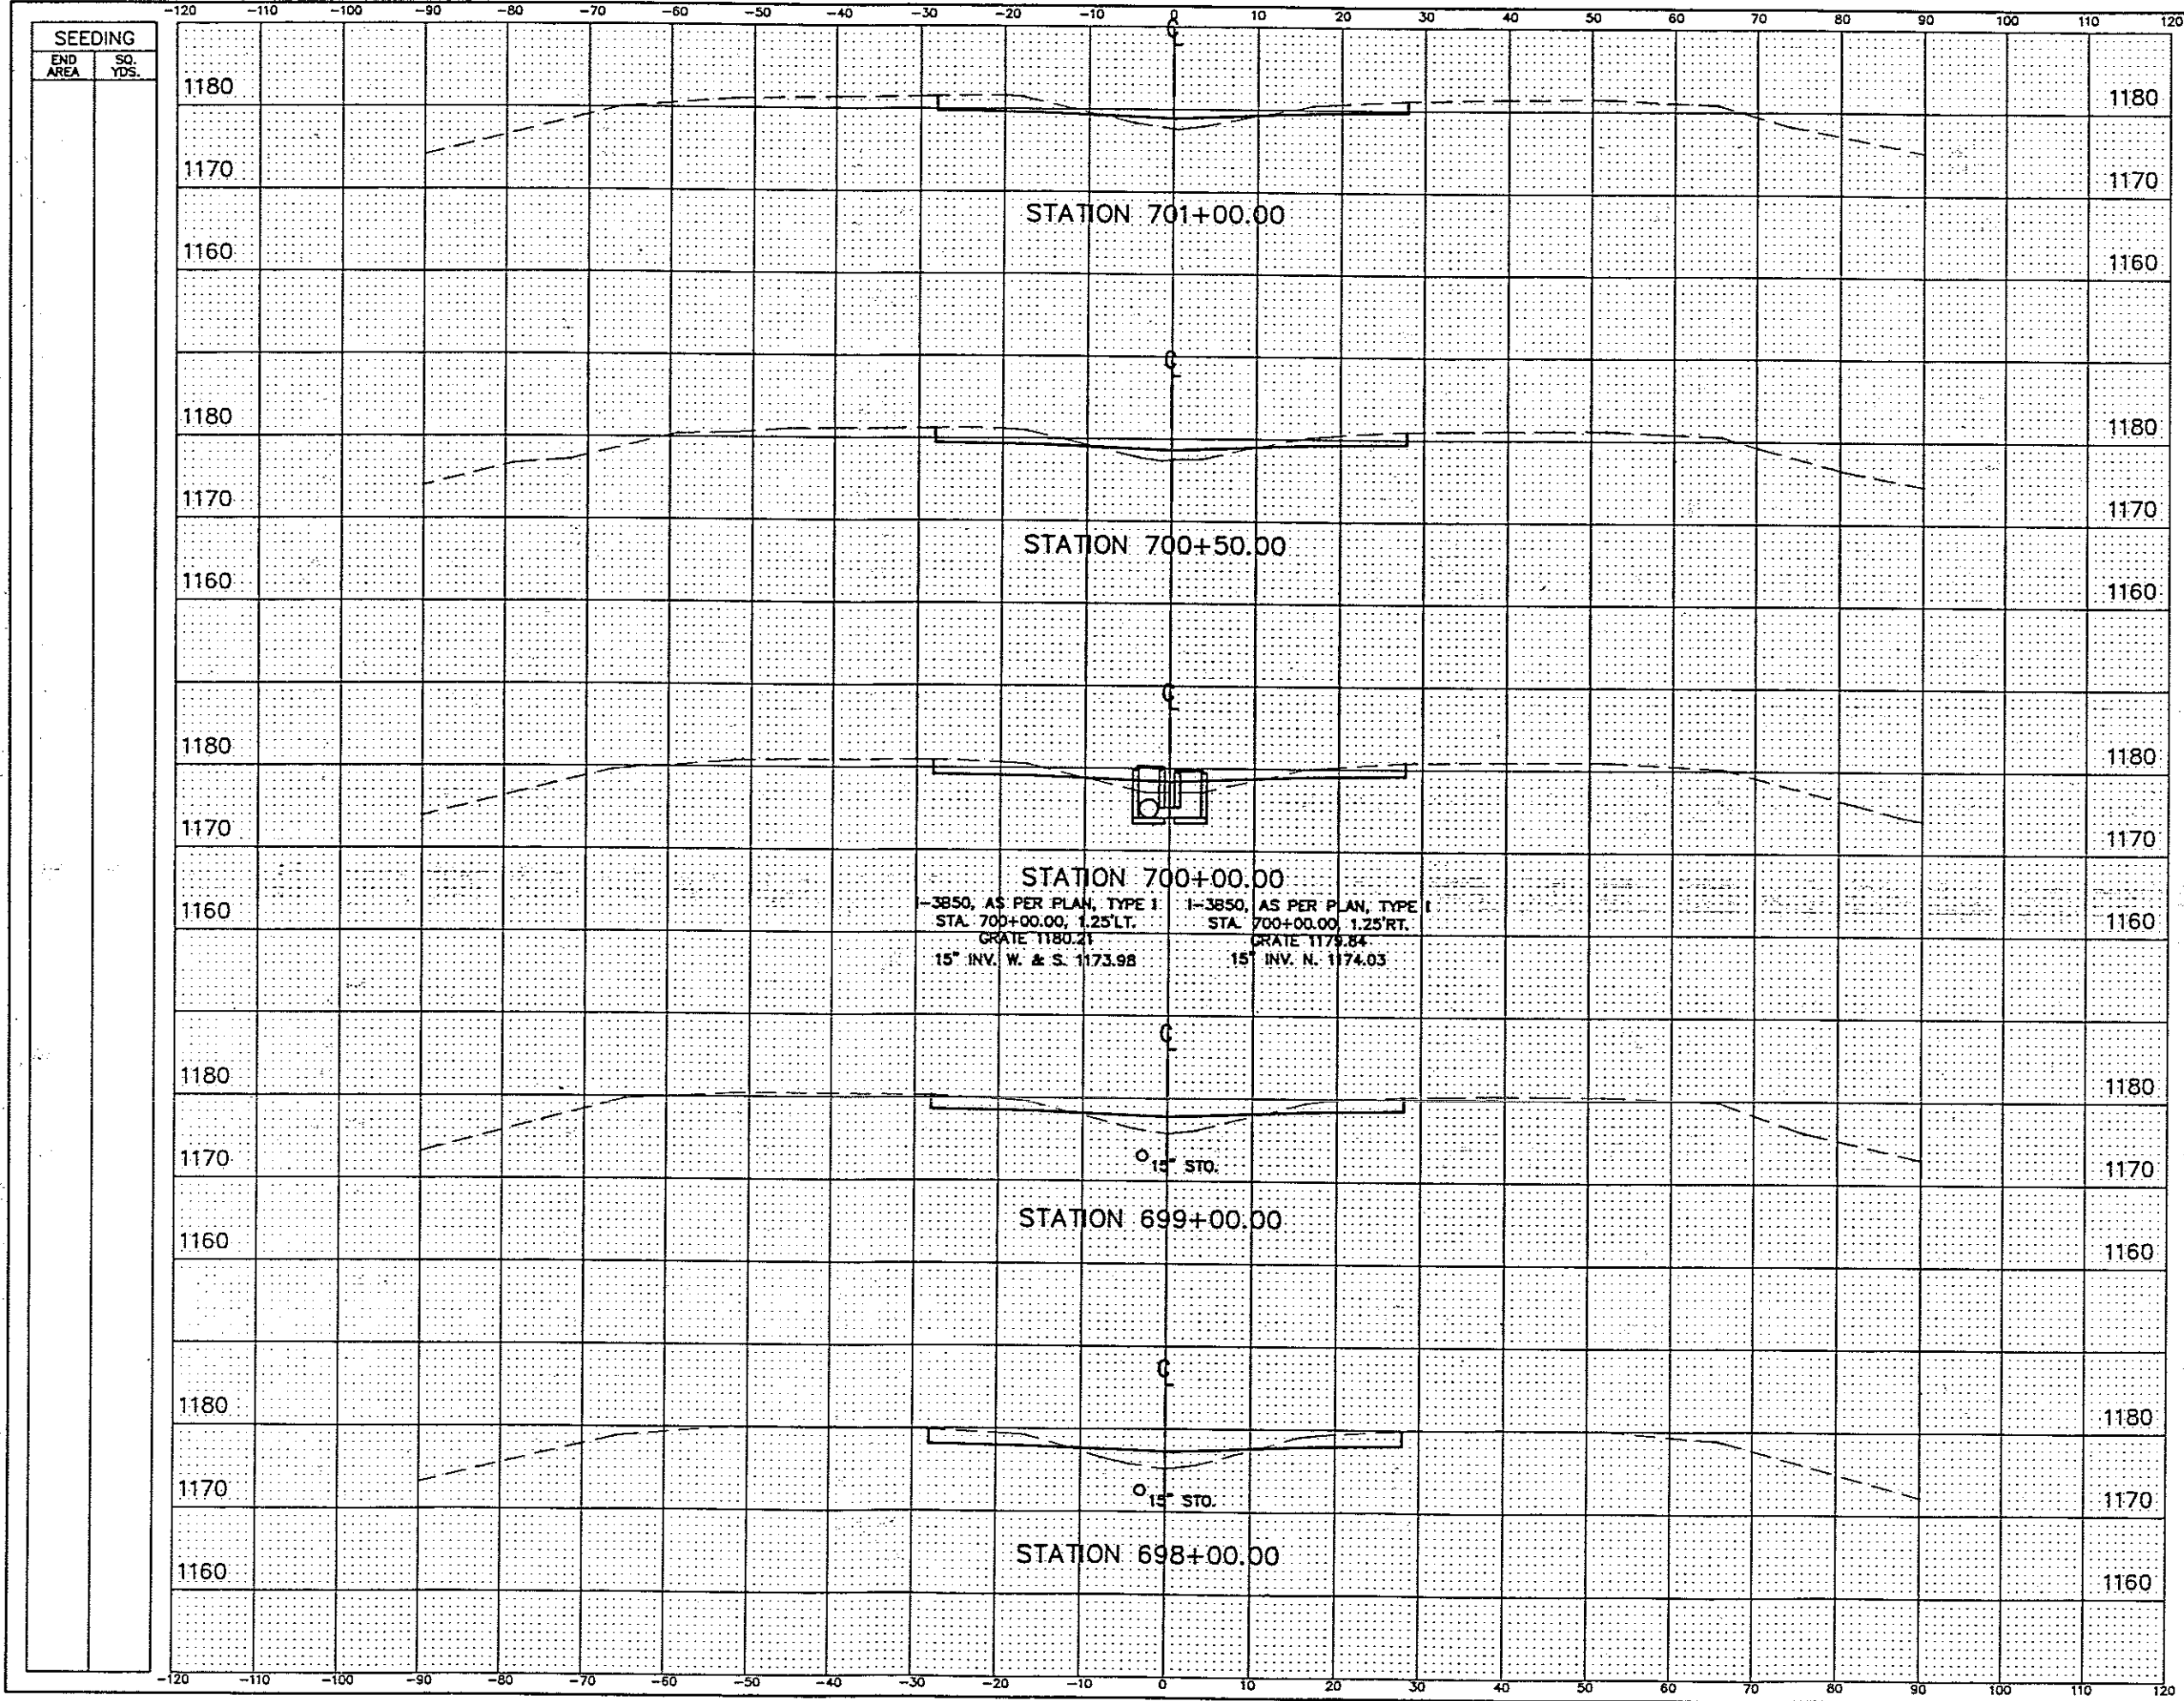 -120 -110 -100 -90 -80 -70 -60 -50 -40 -30 -20 -10 0 10 20 30 40 50 60 70 80 90 100 110 120
SEEDING
END AREA
SQ. YDS.
1180 1180
1170 1170
STATION 701+00.00
1160 1160
1180 1180
1170 1170
STATION 700+50.00
1160 1160
1180 1180
1170 1170
STATION 700+00.00
I-3850, AS PER PLAN, TYPE I
STA. 700+00.00, 1.25'LT.
GRATE 1180.21
15" INV. W. & S. 1173.98
I-3850, AS PER PLAN, TYPE I
STA. 700+00.00, 1.25'RT.
GRATE 1179.84
15" INV. N. 1174.03
1160 1160
1180 1180
1170 1170
15" STO.
STATION 699+00.00
1160 1160
1180 1180
1170 1170
15" STO.
STATION 698+00.00
1160 1160
-120 -110 -100 -90 -80 -70 -60 -50 -40 -30 -20 -10 0 10 20 30 40 50 60 70 80 90 100 110 120